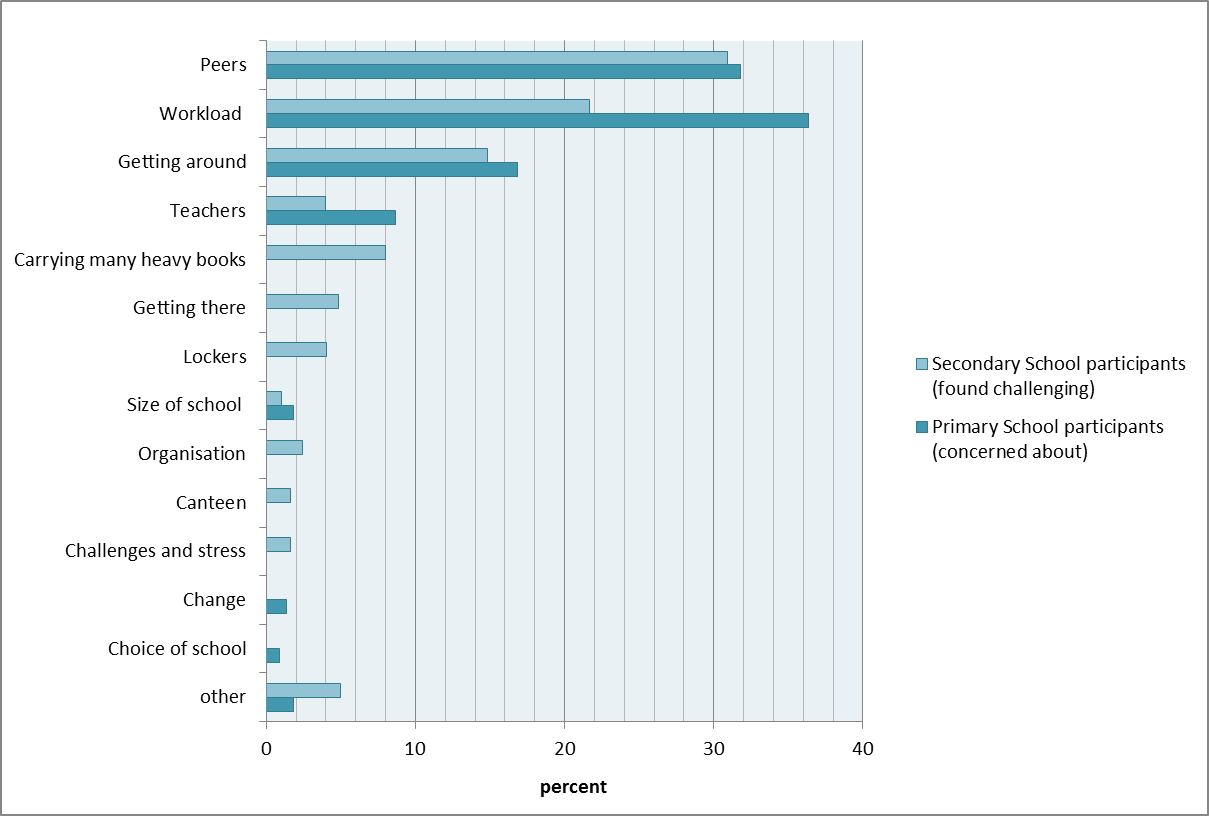 Peers
Workload
Getting around
Teachers
Carrying many heavy books
Getting there
Lockers
Size of school
Organisation
Canteen
Challenges and stress
Change
Choice of school
other
0 10 20 30 40
percent
Secondary School participants
(found challenging)
Primary School participants
(concerned about)